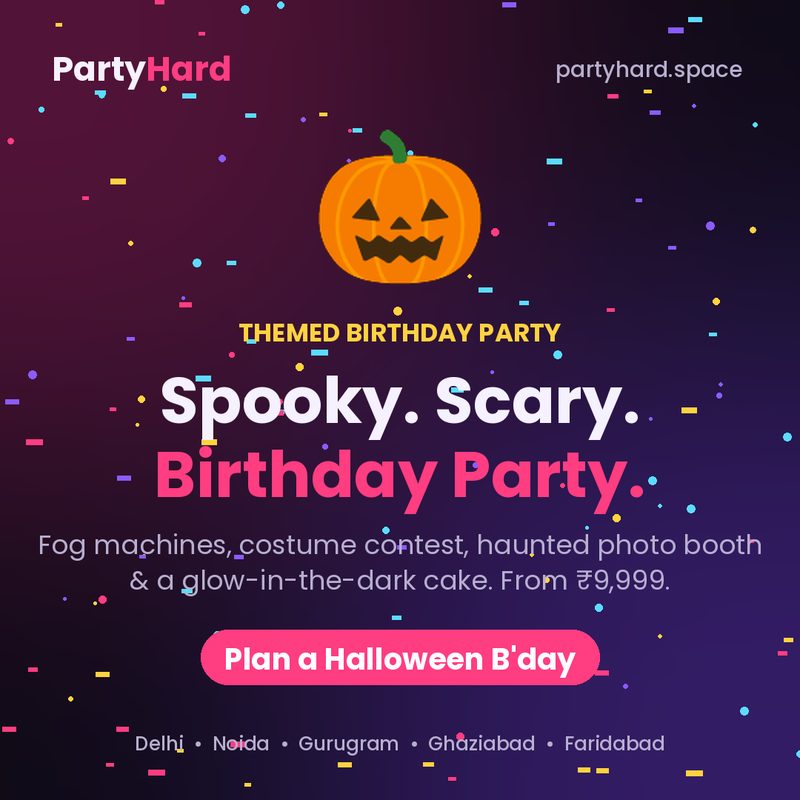 PartyHard
partyhard.space
THEMED BIRTHDAY PARTY
Spooky. Scary.
Birthday Party.
Fog machines, costume contest, haunted photo booth
& a glow-in-the-dark cake. From ₹9,999.
Plan a Halloween B'day
Delhi • Noida • Gurugram • Ghaziabad • Faridabad